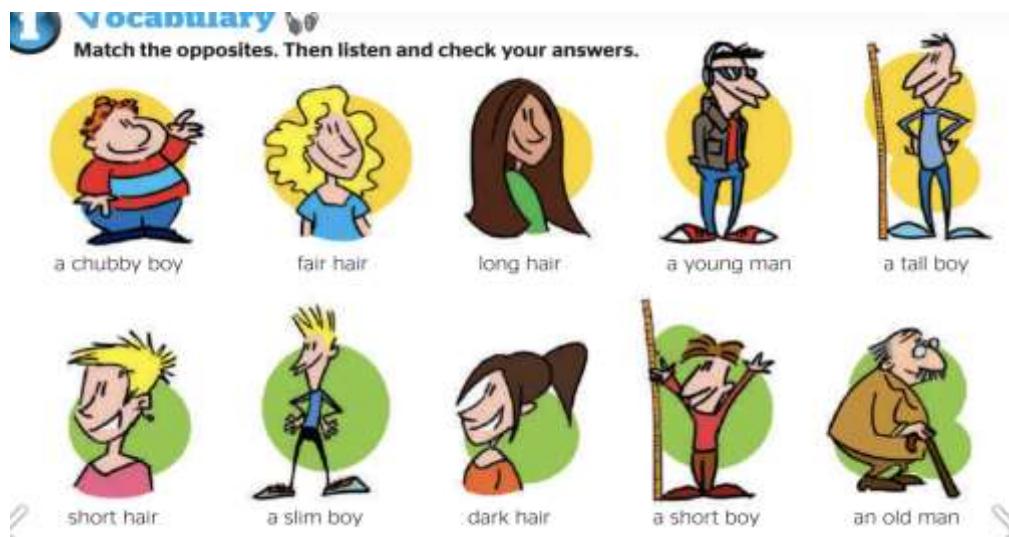 1 Vocabulary
Match the opposites. Then listen and check your answers.
a chubby boy fair hair long hair a young man a tall boy
short hair a slim boy dark hair a short boy an old man